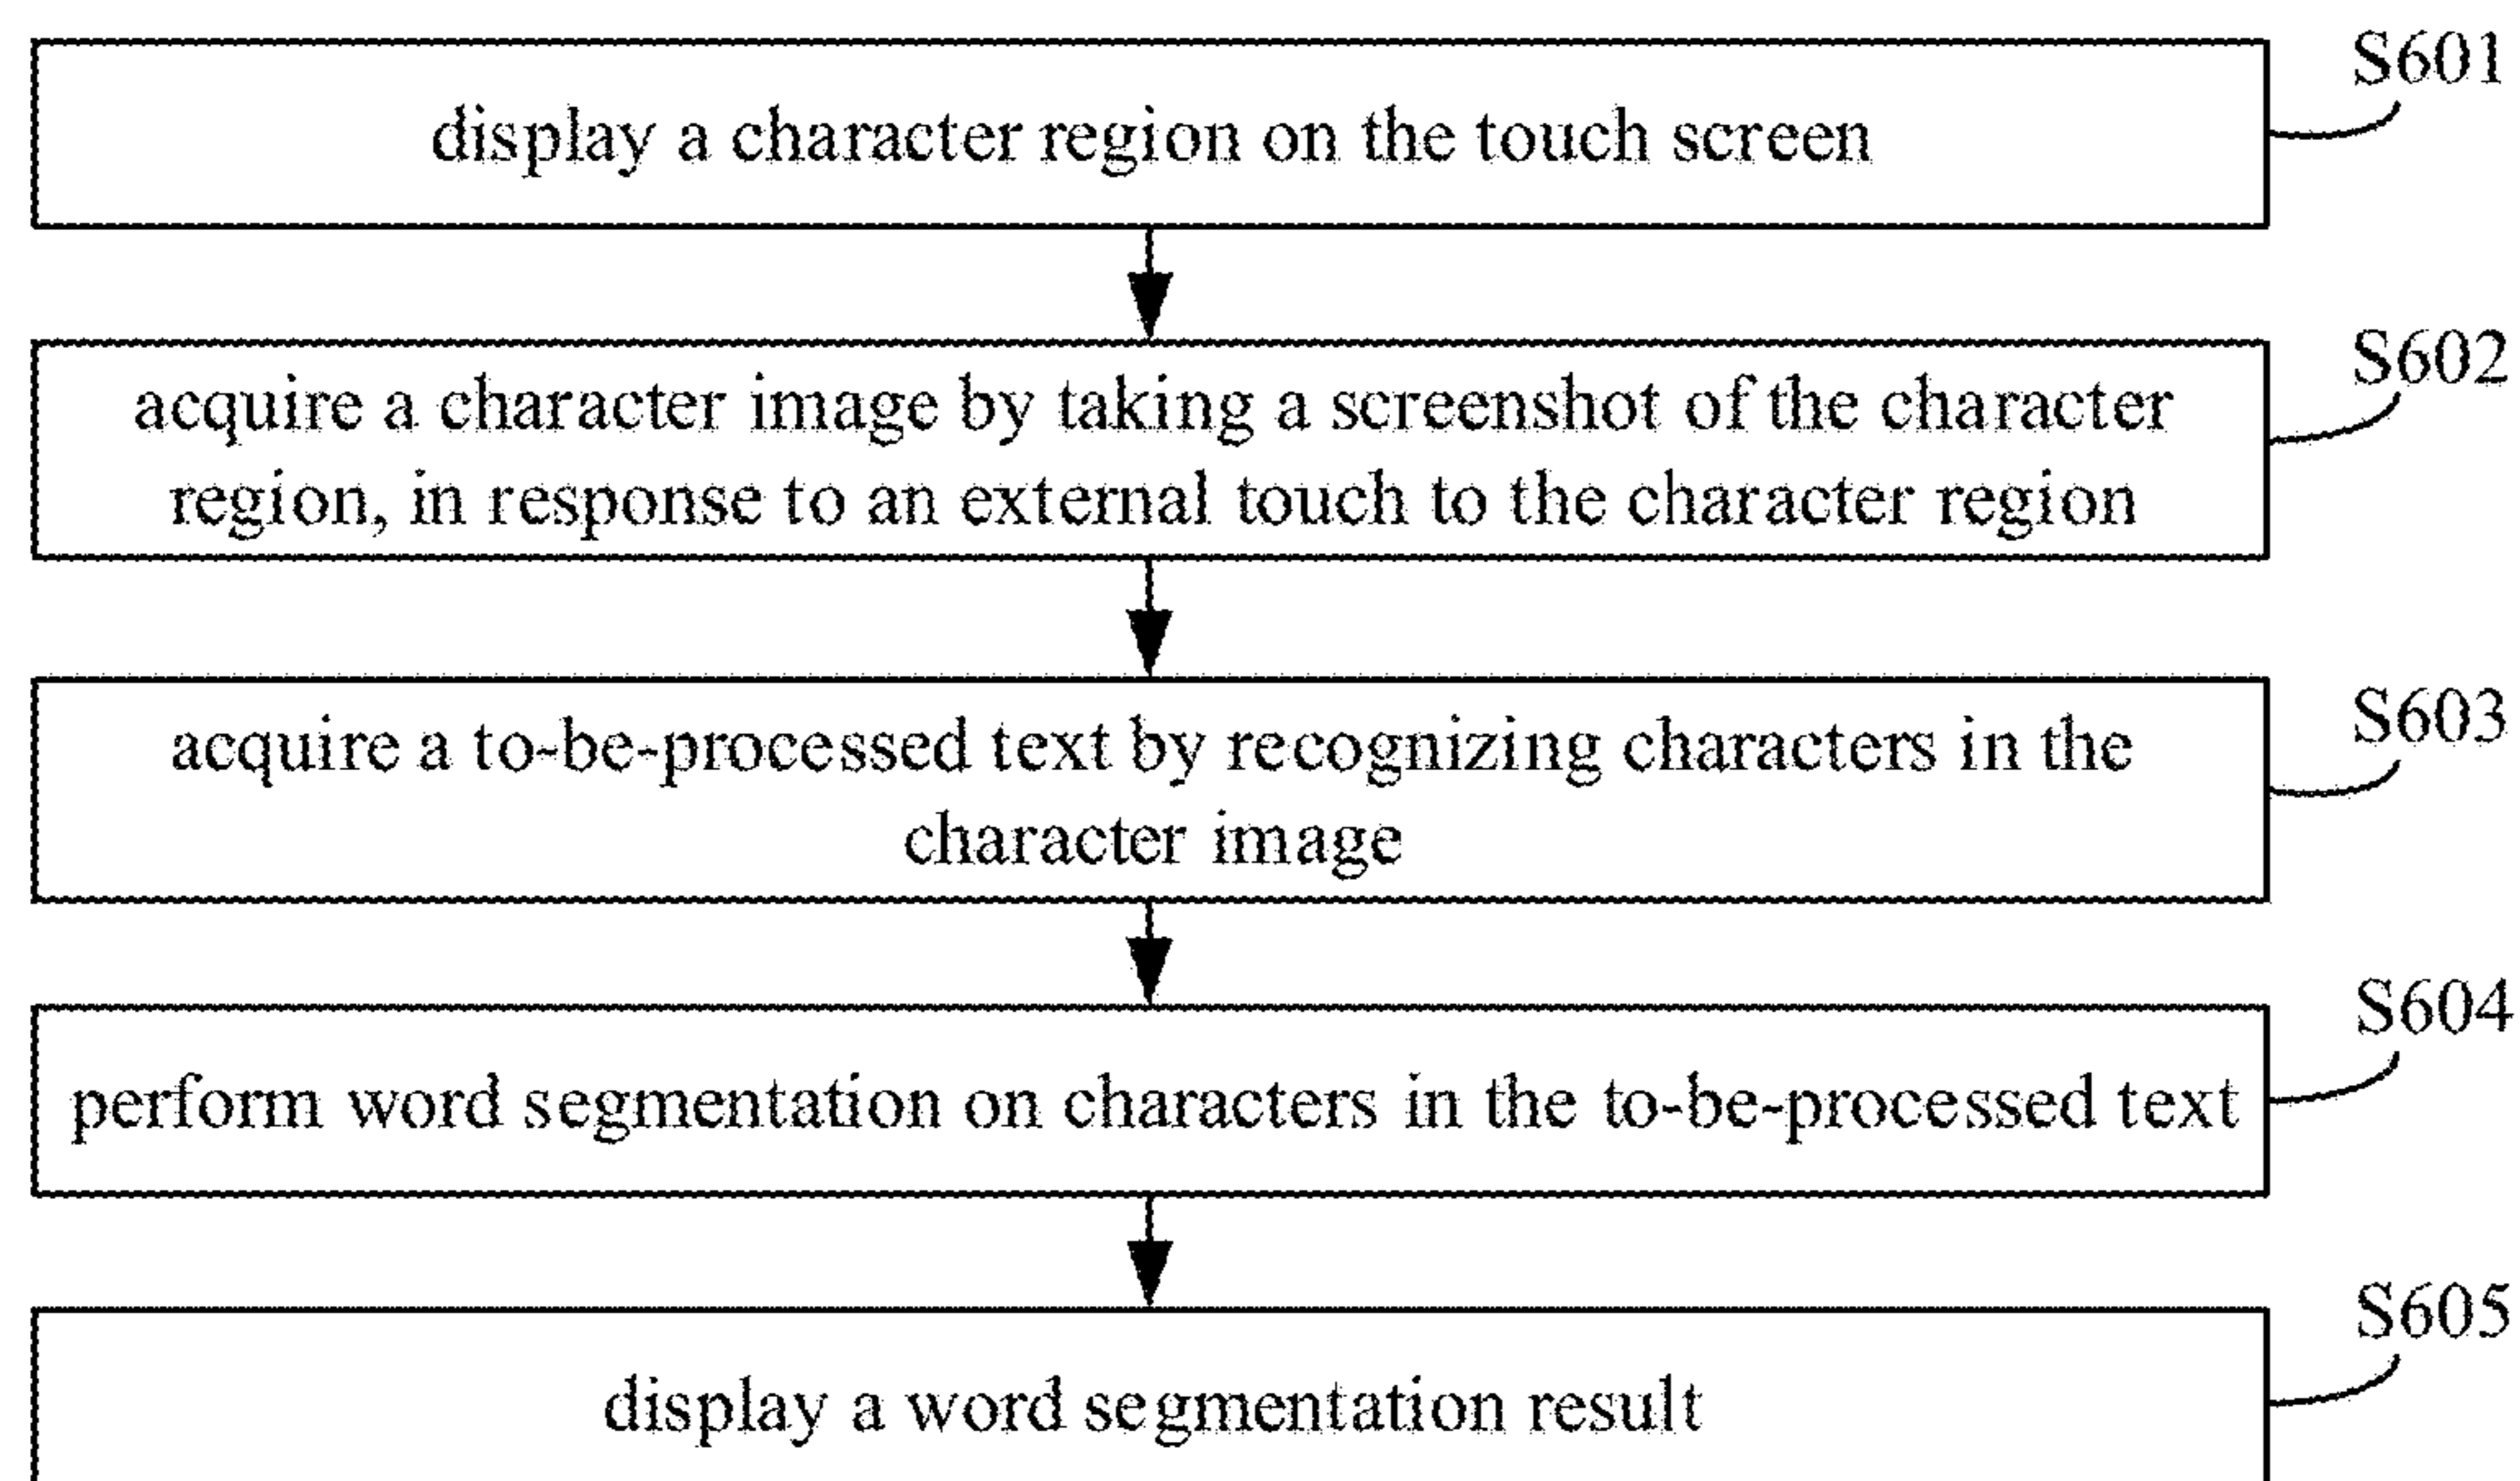 S601
display a character region on the touch screen
S602
acquire a character image by taking a screenshot of the character
region, in response to an external touch to the character region
S603
acquire a to-be-processed text by recognizing characters in the
character image
S604
perform word segmentation on characters in the to-be-processed text
S605
display a word segmentation result